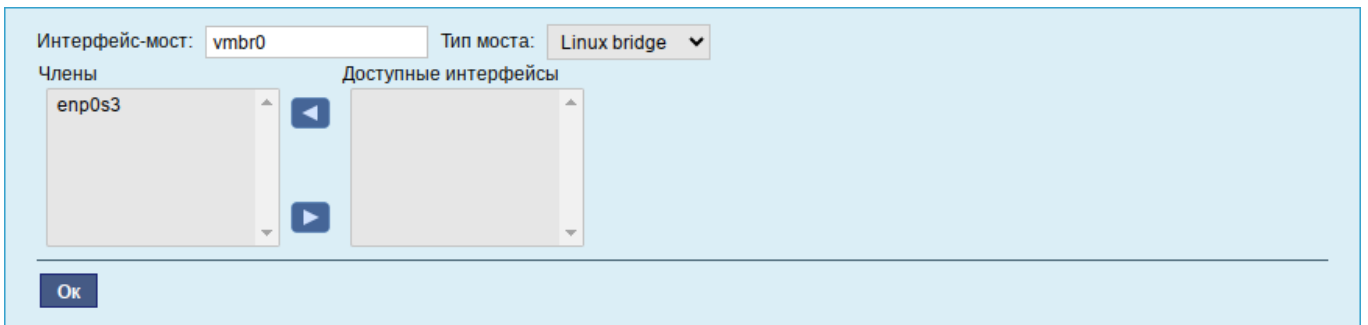 Интерфейс-мост: vmbr0 Тип моста: Linux bridge
Члены Доступные интерфейсы
enp0s3
Ок